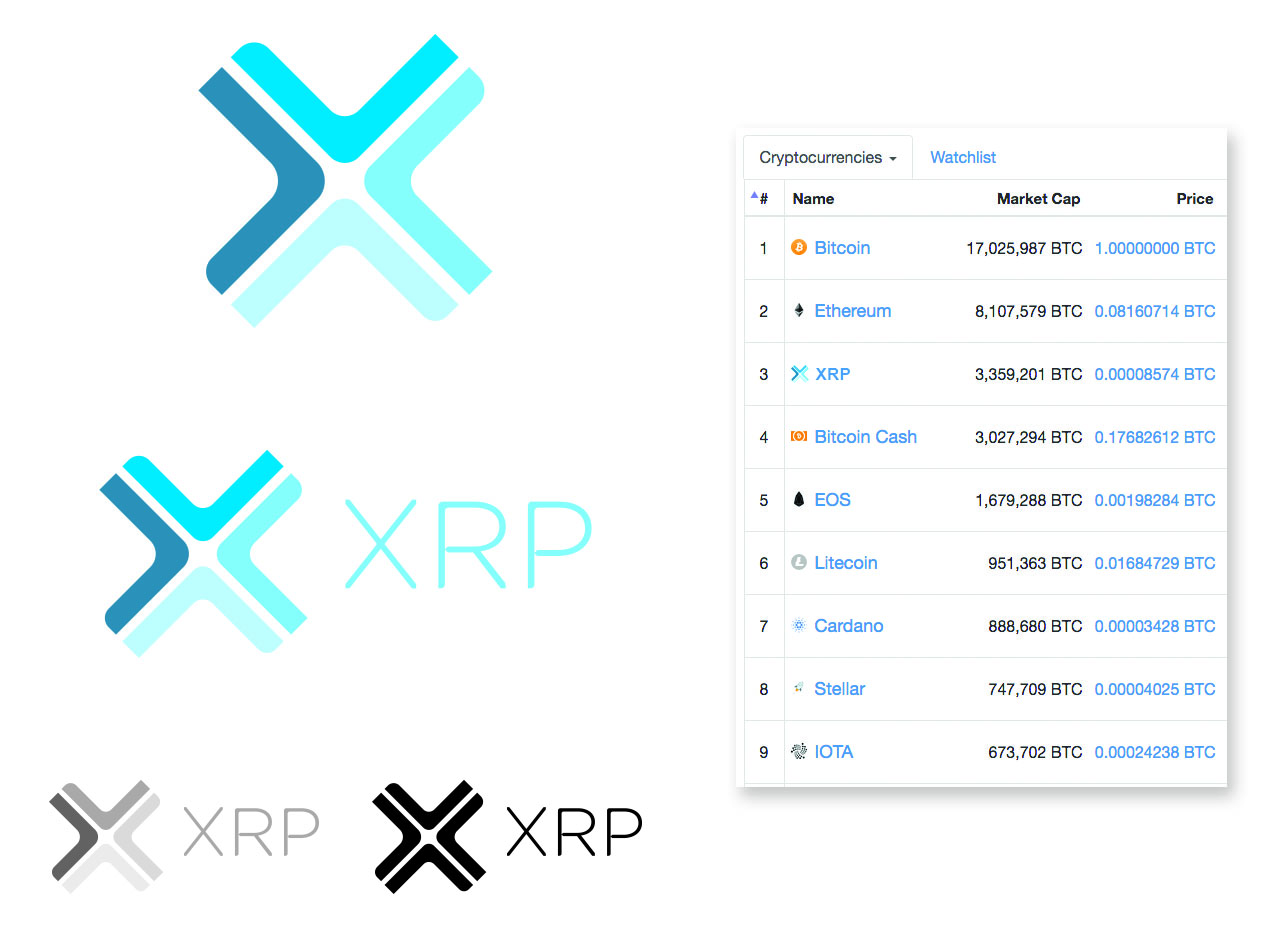 XRP
XRP
XRP
Cryptocurrencies Watchlist
# Name Market Cap Price
1 Bitcoin 17,025,987 BTC 1.00000000 BTC
2 Ethereum 8,107,579 BTC 0.08160714 BTC
3 XRP 3,359,201 BTC 0.00008574 BTC
4 Bitcoin Cash 3,027,294 BTC 0.17682612 BTC
5 EOS 1,679,288 BTC 0.00198284 BTC
6 Litecoin 951,363 BTC 0.01684729 BTC
7 Cardano 888,680 BTC 0.00003428 BTC
8 Stellar 747,709 BTC 0.00004025 BTC
9 IOTA 673,702 BTC 0.00024238 BTC